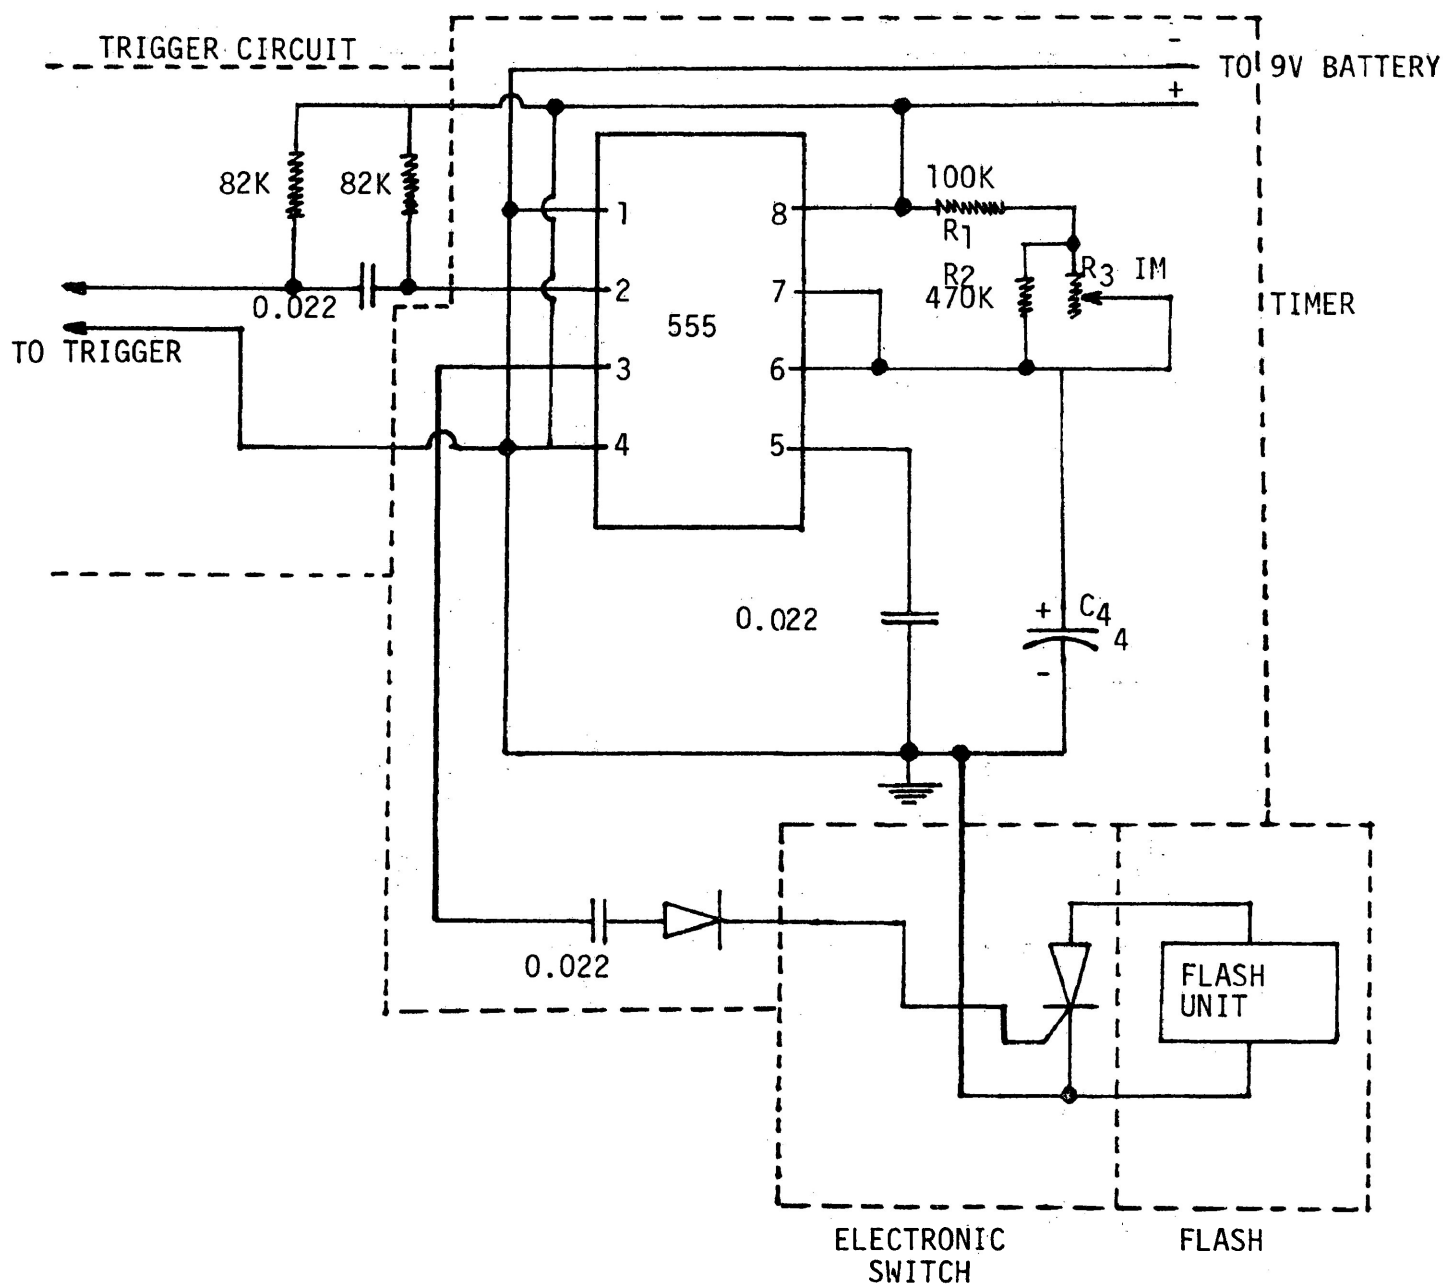 TRIGGER CIRCUIT
-
TO 9V BATTERY
+
82K
82K
100K
R1
1
8
R2
470K
R3 1M
2
7
0.022
555
TIMER
TO TRIGGER
3
6
4
5
0.022
+
C4
4
-
0.022
FLASH
UNIT
ELECTRONIC
SWITCH
FLASH